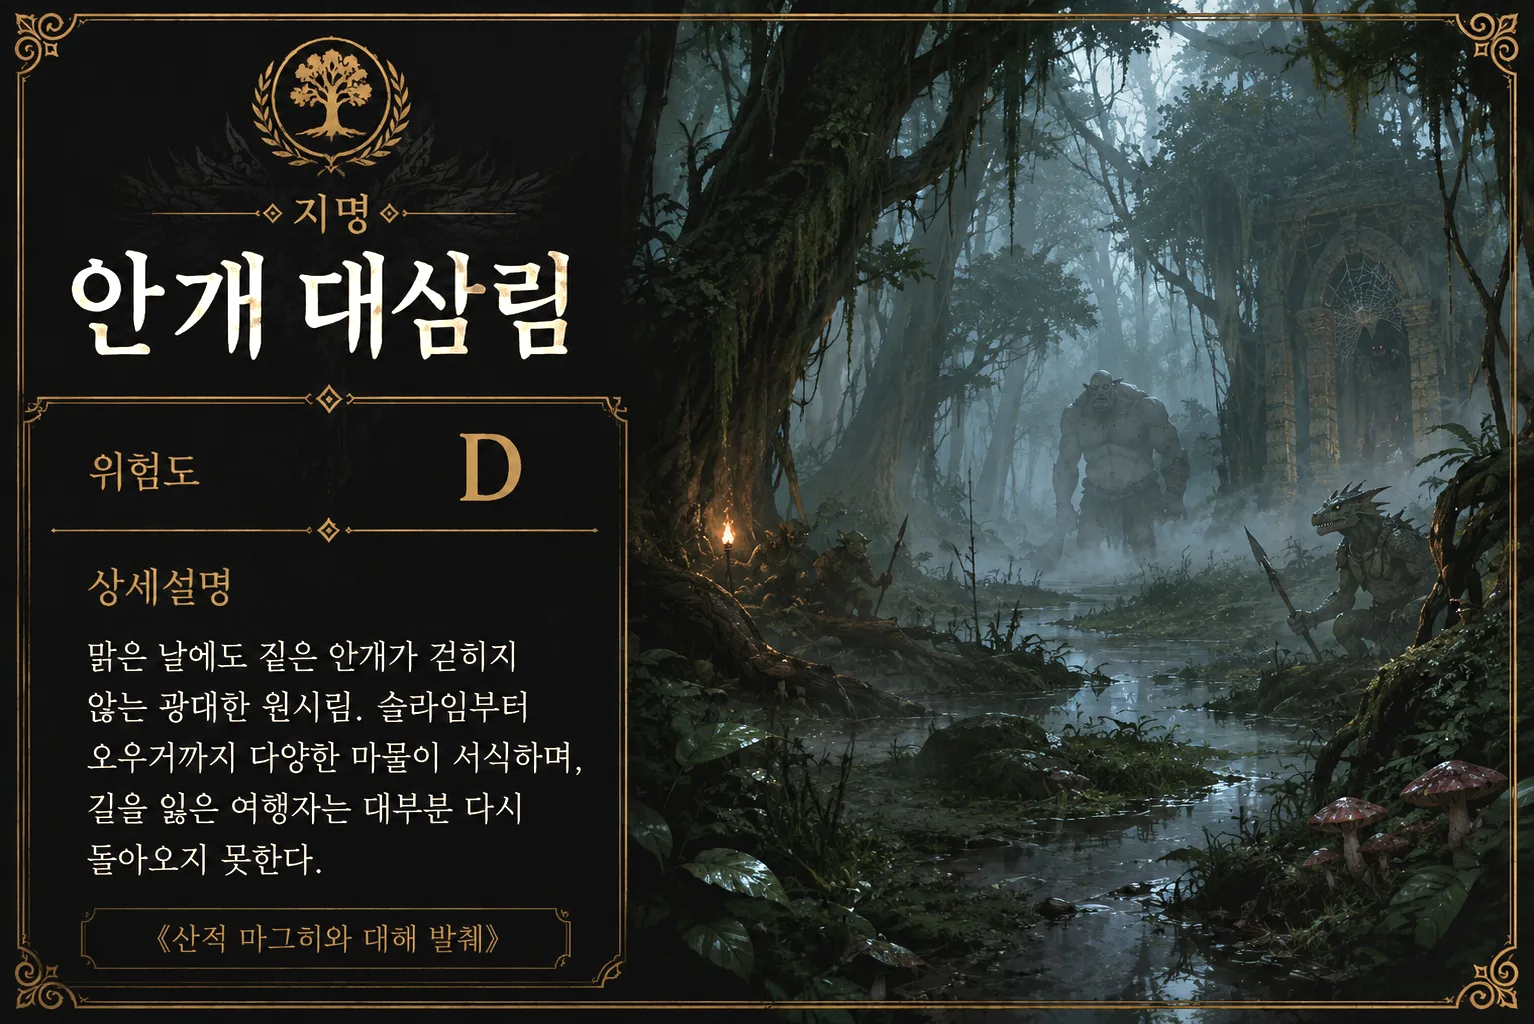 지명
안개 대삼림
위험도
D
상세설명
맑은 날에도 짙은 안개가 걷히지
않는 광대한 원시림. 슬라임부터
오우거까지 다양한 마물이 서식하며,
길을 잃은 여행자는 대부분 다시
돌아오지 못한다.
《산적 마그히와 대해 발췌》